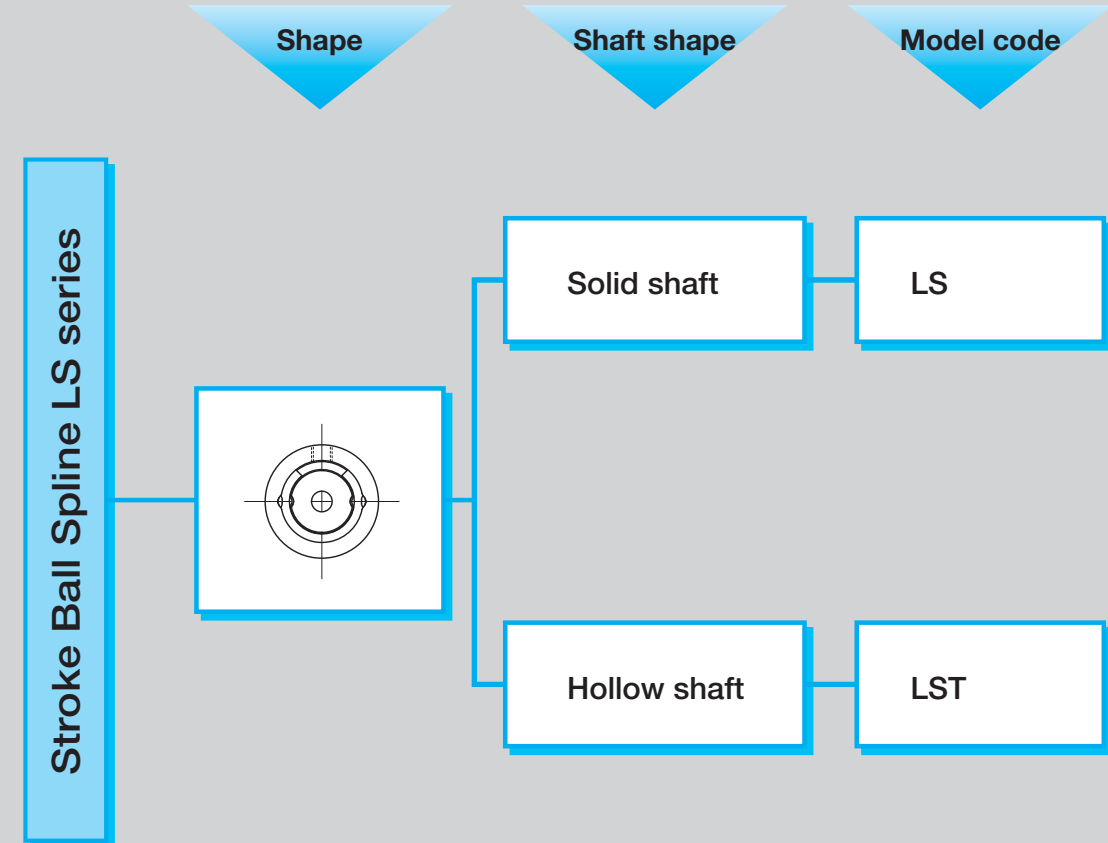 Shape
Shaft shape
Model code
Stroke Ball Spline LS series
Solid shaft
LS
Hollow shaft
LST